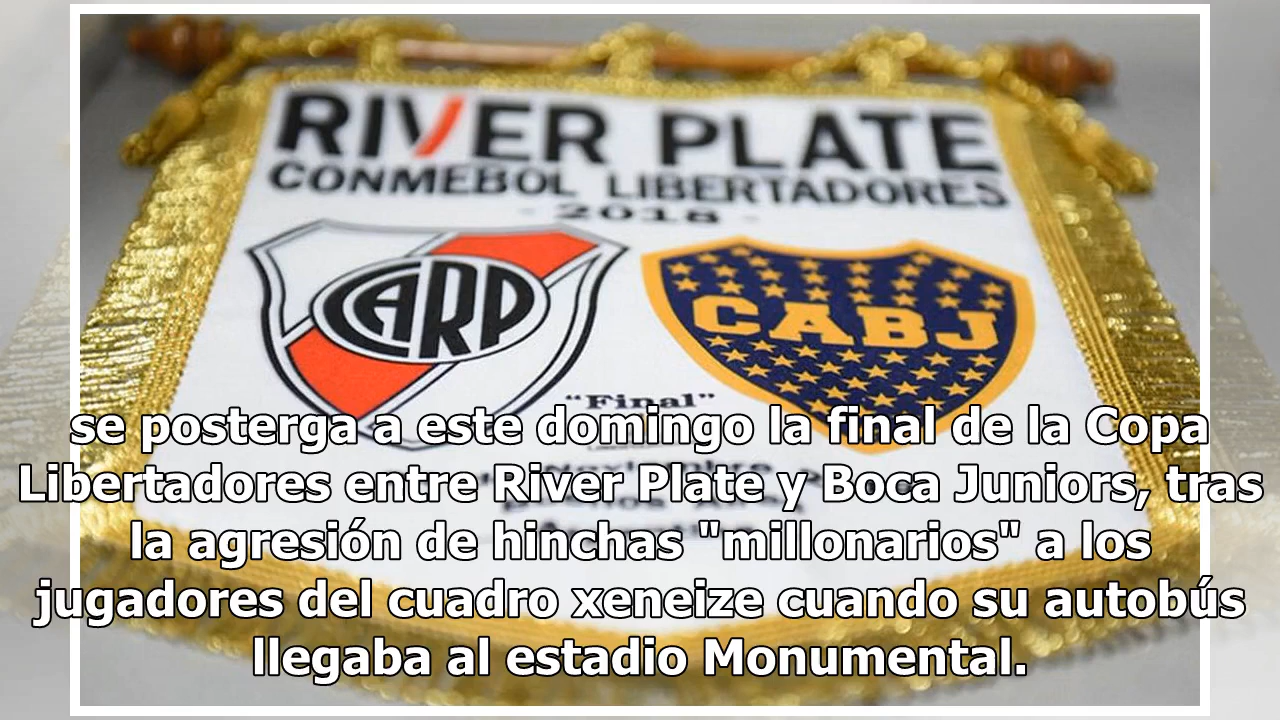 RIVER PLATE
CONMEBOL LIBERTADORES
- 2018 -
CARP
CABJ
"Final"
se posterga a este domingo la final de la Copa
Libertadores entre River Plate y Boca Juniors, tras
la agresión de hinchas "millonarios" a los
jugadores del cuadro xeneize cuando su autobús
llegaba al estadio Monumental.